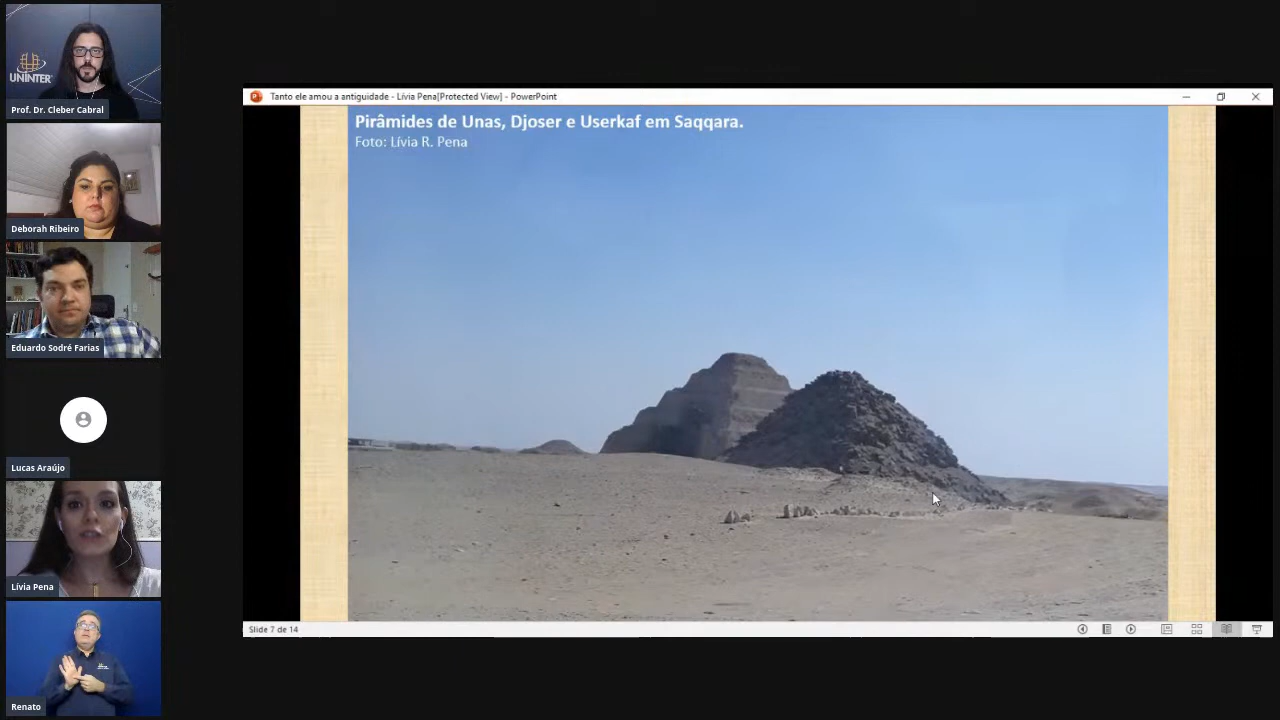 UNINTER
Prof. Dr. Cleber Cabral
Deborah Ribeiro
Eduardo Sodré Farias
Lucas Araújo
Lívia Pena
Renato
Tanto ele amou a antiguidade - Lívia Pena[Protected View] - PowerPoint
Pirâmides de Unas, Djoser e Userkaf em Saqqara.
Foto: Lívia R. Pena
Slide 7 de 14